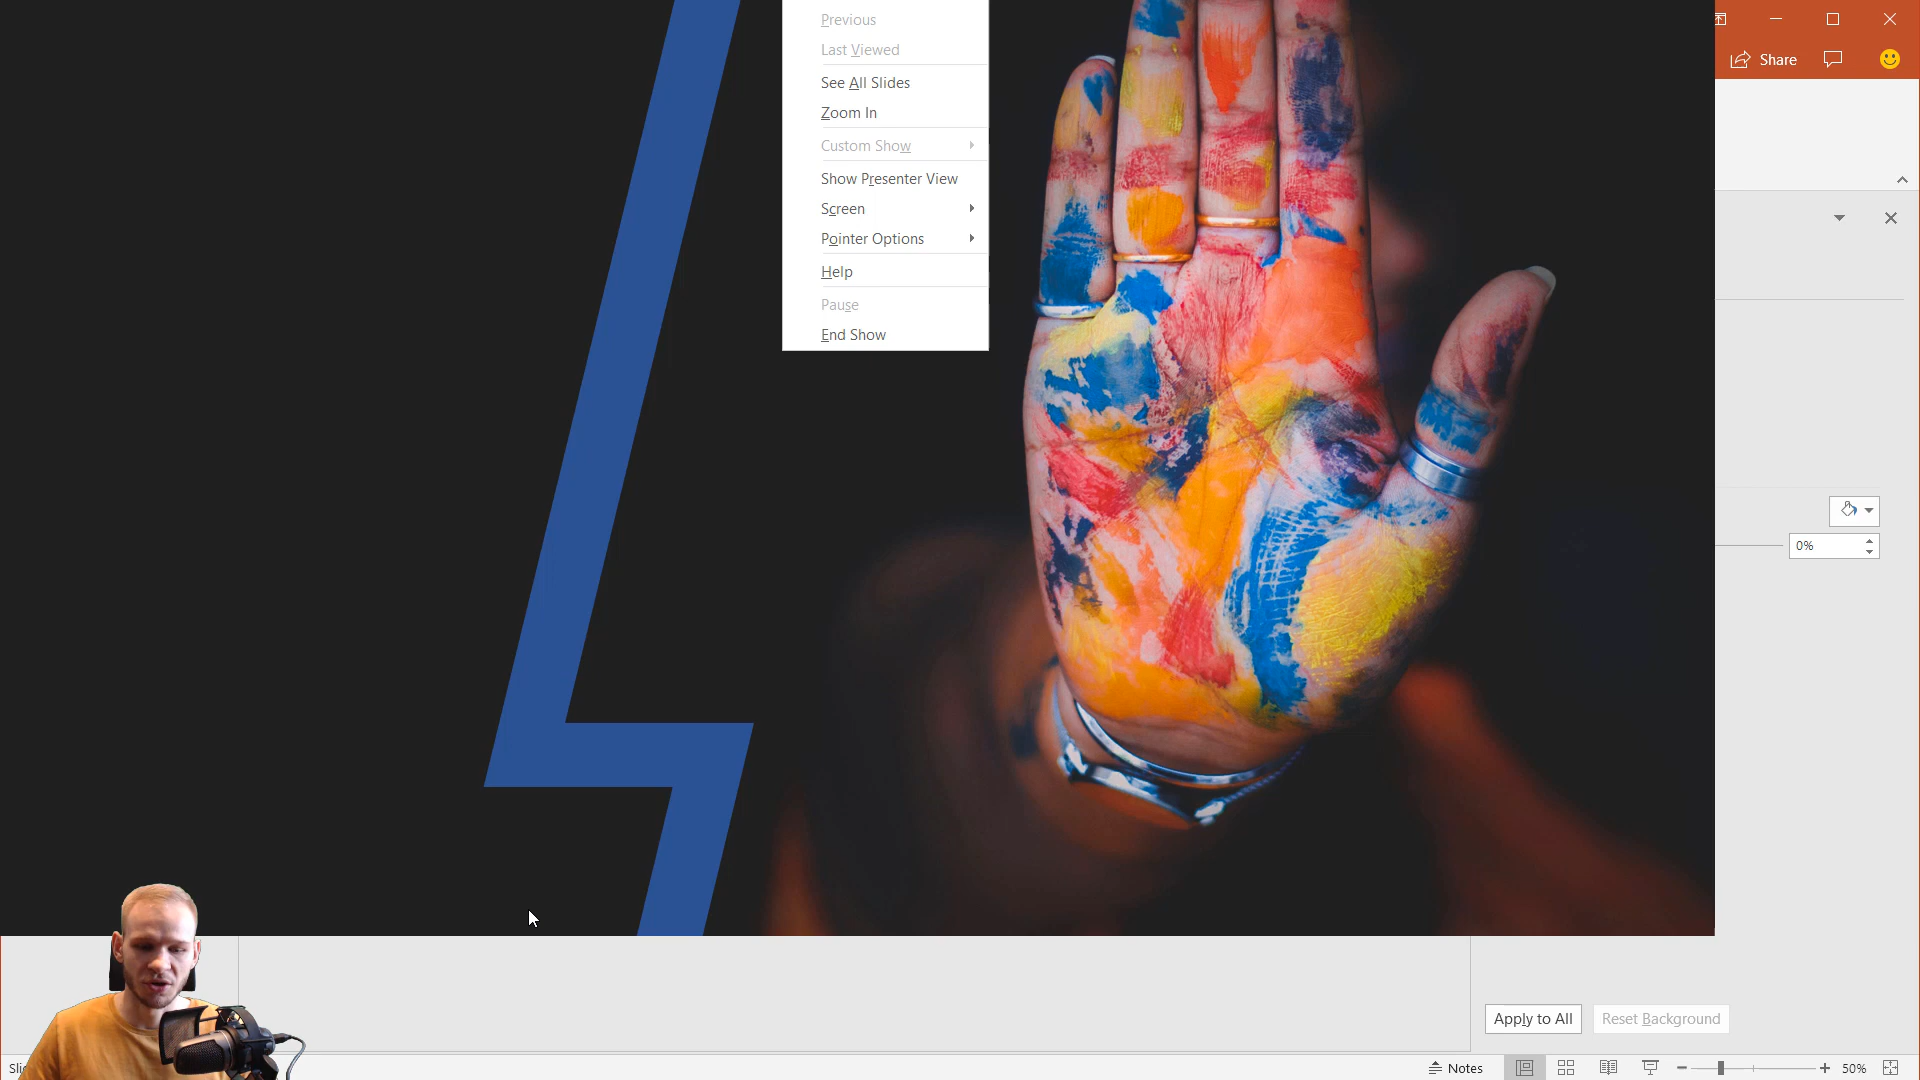 Previous
Last Viewed
See All Slides
Zoom In
Custom Show
Show Presenter View
Screen
Pointer Options
Help
Pause
End Show
Share
0%
Apply to All
Reset Background
Notes
50%